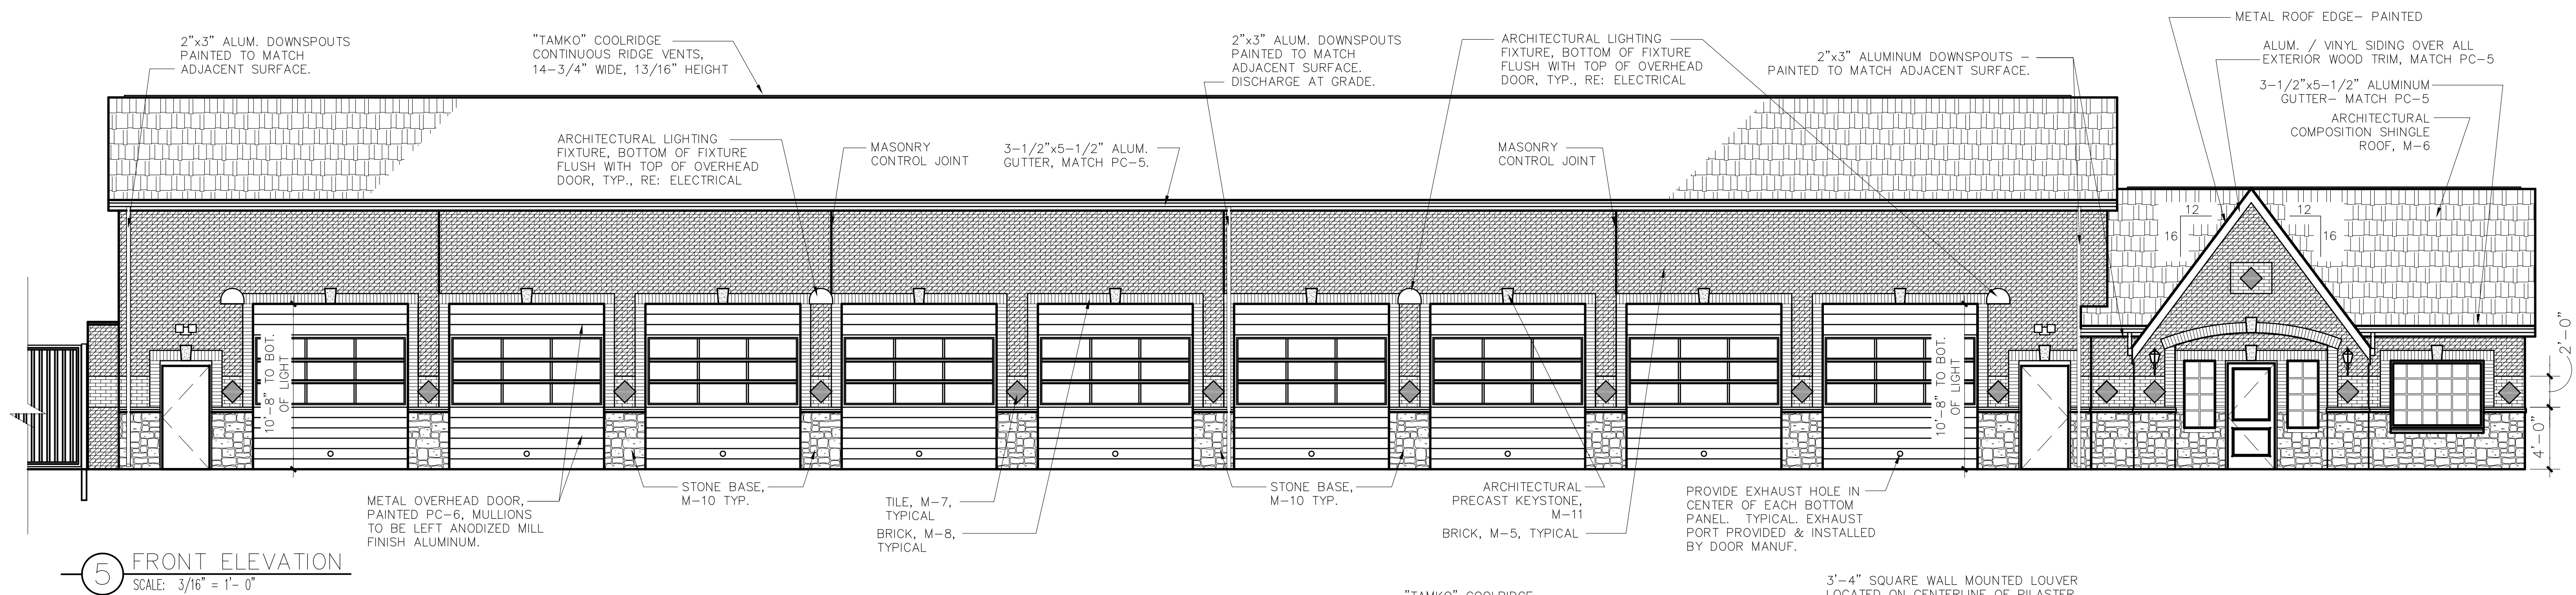 2"x3" ALUM. DOWNSPOUTS
PAINTED TO MATCH
ADJACENT SURFACE.
"TAMKO" COOLRIDGE
CONTINUOUS RIDGE VENTS,
14-3/4" WIDE, 13/16" HEIGHT
2"x3" ALUM. DOWNSPOUTS
PAINTED TO MATCH
ADJACENT SURFACE.
DISCHARGE AT GRADE.
ARCHITECTURAL LIGHTING
FIXTURE, BOTTOM OF FIXTURE
FLUSH WITH TOP OF OVERHEAD
DOOR, TYP., RE: ELECTRICAL
2"x3" ALUMINUM DOWNSPOUTS -
PAINTED TO MATCH ADJACENT SURFACE.
METAL ROOF EDGE- PAINTED
ALUM. / VINYL SIDING OVER ALL
EXTERIOR WOOD TRIM, MATCH PC-5
3-1/2"x5-1/2" ALUMINUM
GUTTER- MATCH PC-5
ARCHITECTURAL
COMPOSITION SHINGLE
ROOF, M-6
ARCHITECTURAL LIGHTING
FIXTURE, BOTTOM OF FIXTURE
FLUSH WITH TOP OF OVERHEAD
DOOR, TYP., RE: ELECTRICAL
MASONRY
CONTROL JOINT
3-1/2"x5-1/2" ALUM.
GUTTER, MATCH PC-5.
MASONRY
CONTROL JOINT
12
16
12
16
10'-8" TO BOT.
OF LIGHT
10'-8" TO BOT.
OF LIGHT
2'-0"
4'-0"
METAL OVERHEAD DOOR,
PAINTED PC-6, MULLIONS
TO BE LEFT ANODIZED MILL
FINISH ALUMINUM.
STONE BASE,
M-10 TYP.
TILE, M-7,
TYPICAL
BRICK, M-8,
TYPICAL
STONE BASE,
M-10 TYP.
ARCHITECTURAL
PRECAST KEYSTONE,
M-11
BRICK, M-5, TYPICAL
PROVIDE EXHAUST HOLE IN
CENTER OF EACH BOTTOM
PANEL. TYPICAL. EXHAUST
PORT PROVIDED & INSTALLED
BY DOOR MANUF.
5 FRONT ELEVATION
SCALE: 3/16" = 1'- 0"
"TAMKO" COOLRIDGE
3'-4" SQUARE WALL MOUNTED LOUVER
LOCATED ON CENTERLINE OF PILASTER